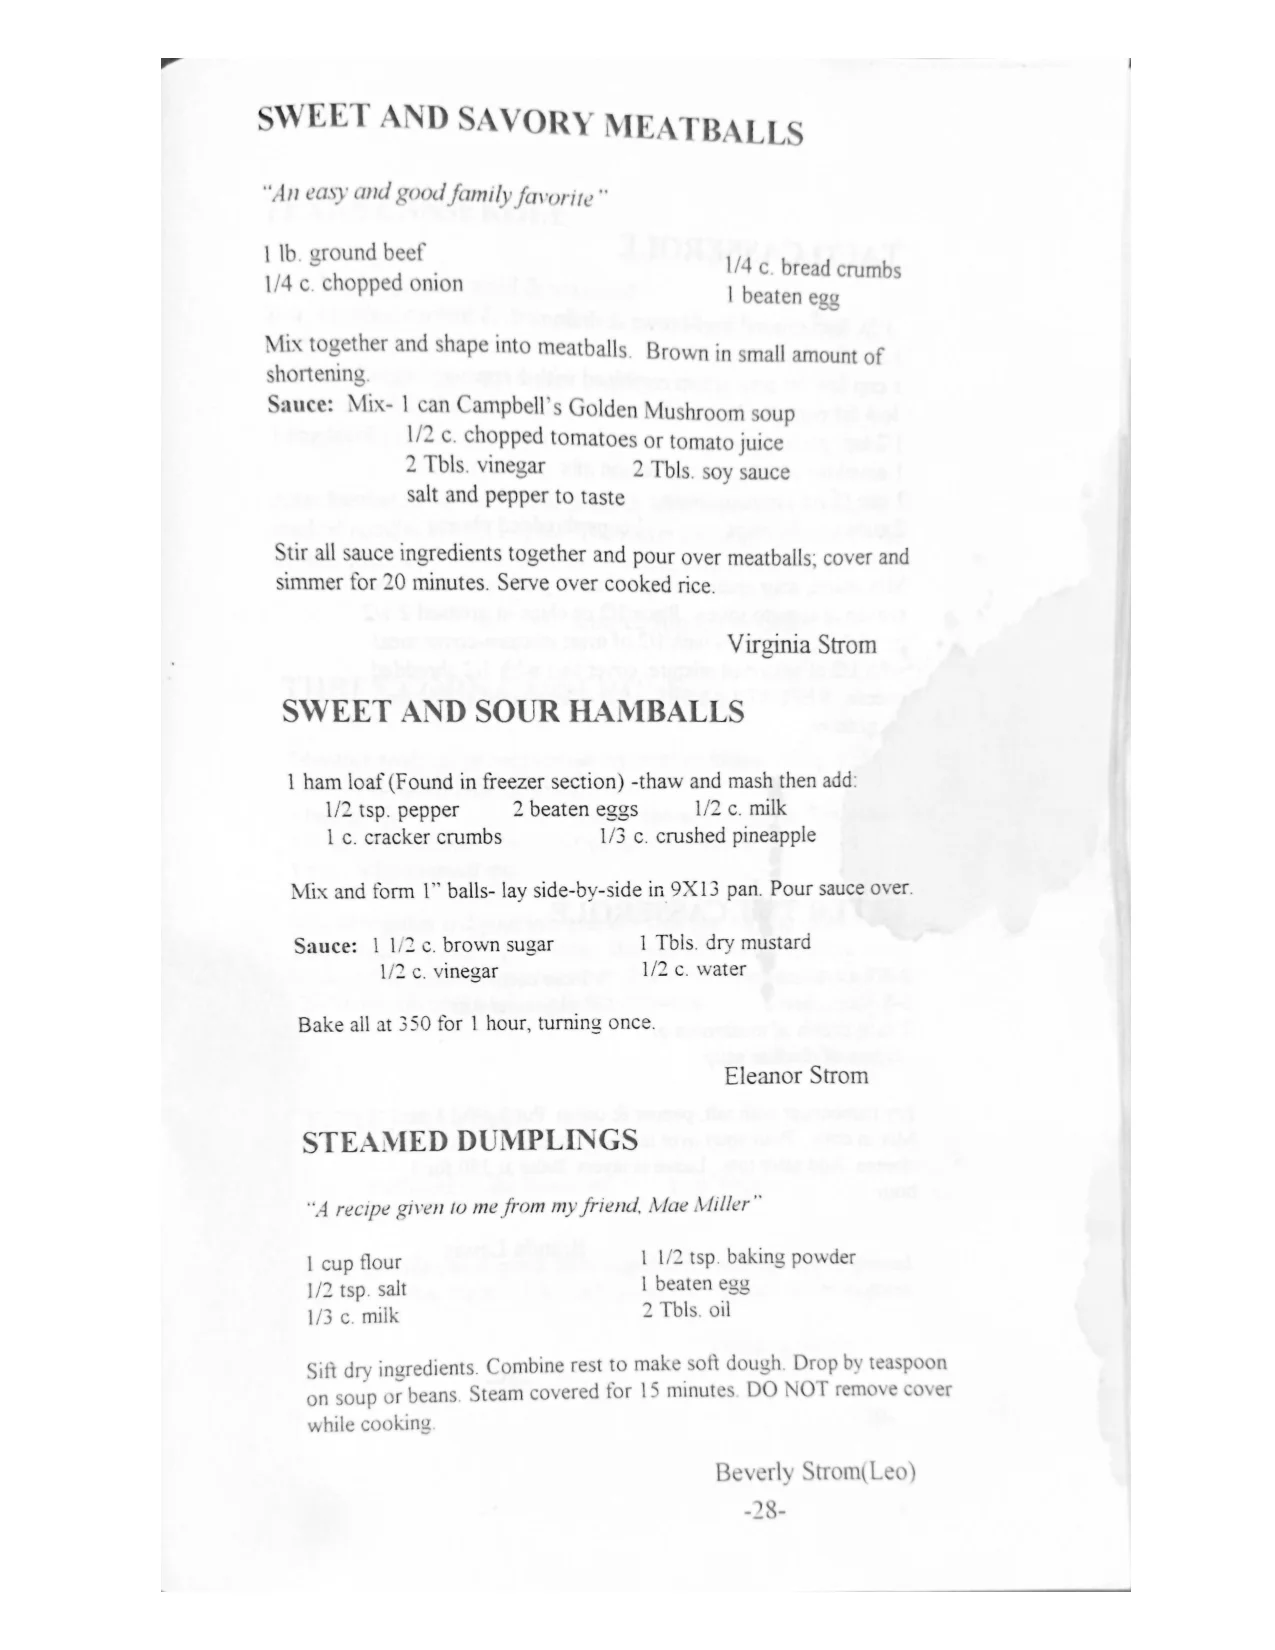 SWEET AND SAVORY MEATBALLS
"An easy and good family favorite"
1 lb. ground beef 1/4 c. bread crumbs
1/4 c. chopped onion 1 beaten egg
Mix together and shape into meatballs. Brown in small amount of
shortening.
Sauce: Mix- 1 can Campbell's Golden Mushroom soup
1/2 c. chopped tomatoes or tomato juice
2 Tbls. vinegar 2 Tbls. soy sauce
salt and pepper to taste
Stir all sauce ingredients together and pour over meatballs; cover and
simmer for 20 minutes. Serve over cooked rice.
Virginia Strom
SWEET AND SOUR HAMBALLS
1 ham loaf (Found in freezer section) -thaw and mash then add:
1/2 tsp. pepper 2 beaten eggs 1/2 c. milk
1 c. cracker crumbs 1/3 c. crushed pineapple
Mix and form 1" balls- lay side-by-side in 9X13 pan. Pour sauce over.
Sauce: 1 1/2 c. brown sugar 1 Tbls. dry mustard
1/2 c. vinegar 1/2 c. water
Bake all at 350 for 1 hour, turning once.
Eleanor Strom
STEAMED DUMPLINGS
"A recipe given to me from my friend, Mae Miller"
1 cup flour 1 1/2 tsp. baking powder
1/2 tsp. salt 1 beaten egg
1/3 c. milk 2 Tbls. oil
Sift dry ingredients. Combine rest to make soft dough. Drop by teaspoon
on soup or beans. Steam covered for 15 minutes. DO NOT remove cover
while cooking.
Beverly Strom(Leo)
-28-